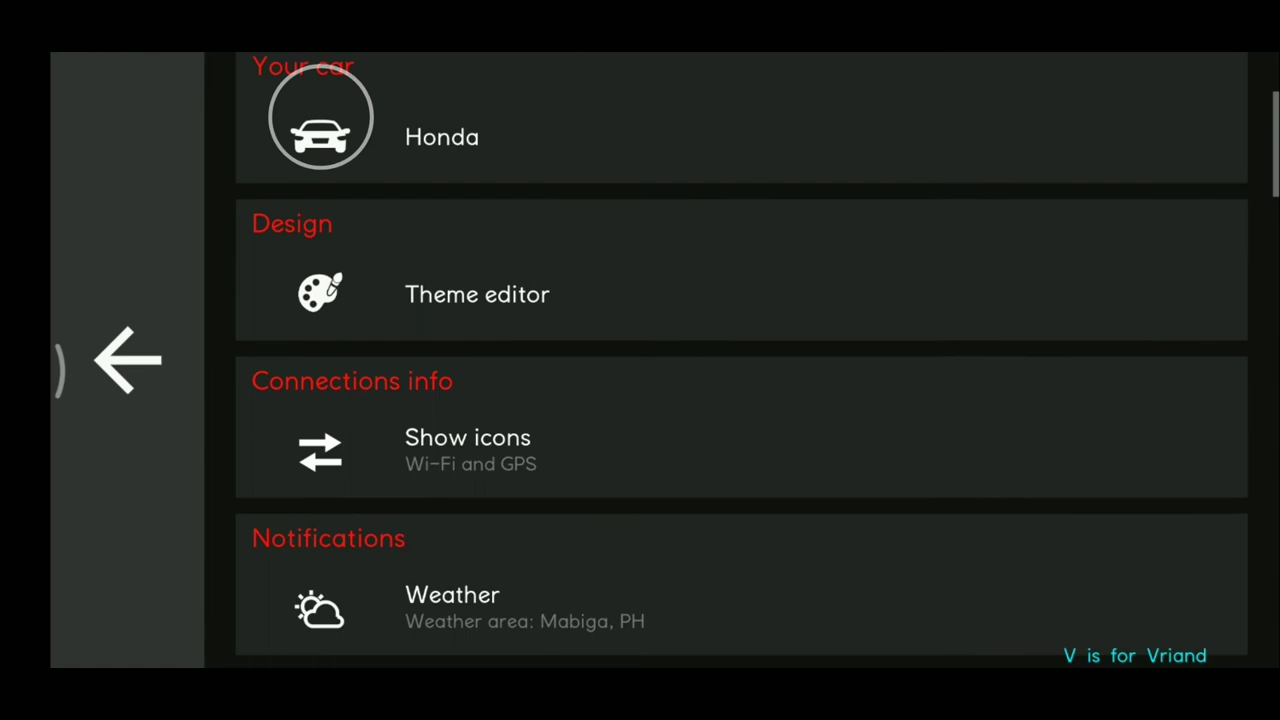 Your car
Honda
Design
Theme editor
Connections info
Show icons
Wi-Fi and GPS
Notifications
Weather
Weather area: Mabiga, PH
V is for Vriand